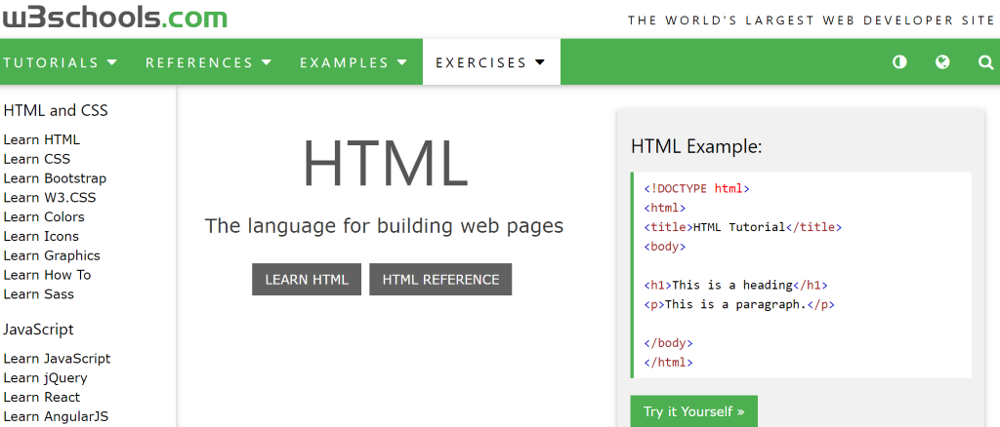 w3schools.com
THE WORLD'S LARGEST WEB DEVELOPER SITE
TUTORIALS REFERENCES EXAMPLES EXERCISES
HTML and CSS
Learn HTML
Learn CSS
Learn Bootstrap
Learn W3.CSS
Learn Colors
Learn Icons
Learn Graphics
Learn How To
Learn Sass
JavaScript
Learn JavaScript
Learn jQuery
Learn React
Learn AngularJS
HTML
The language for building web pages
LEARN HTML HTML REFERENCE
HTML Example:
<!DOCTYPE html>
<html>
<title>HTML Tutorial</title>
<body>
<h1>This is a heading</h1>
<p>This is a paragraph.</p>
</body>
</html>
Try it Yourself »